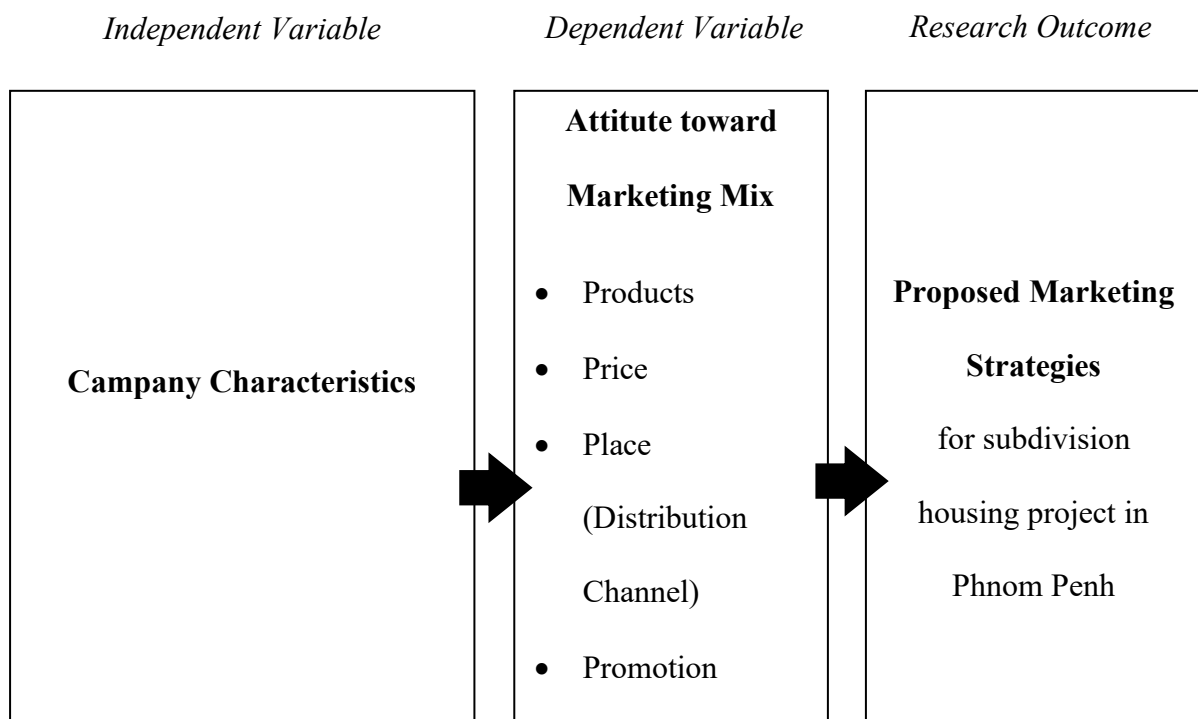 Independent Variable
Dependent Variable
Research Outcome
Campany Characteristics
Attitute toward
Marketing Mix
• Products
• Price
• Place
(Distribution
Channel)
• Promotion
Proposed Marketing
Strategies
for subdivision
housing project in
Phnom Penh